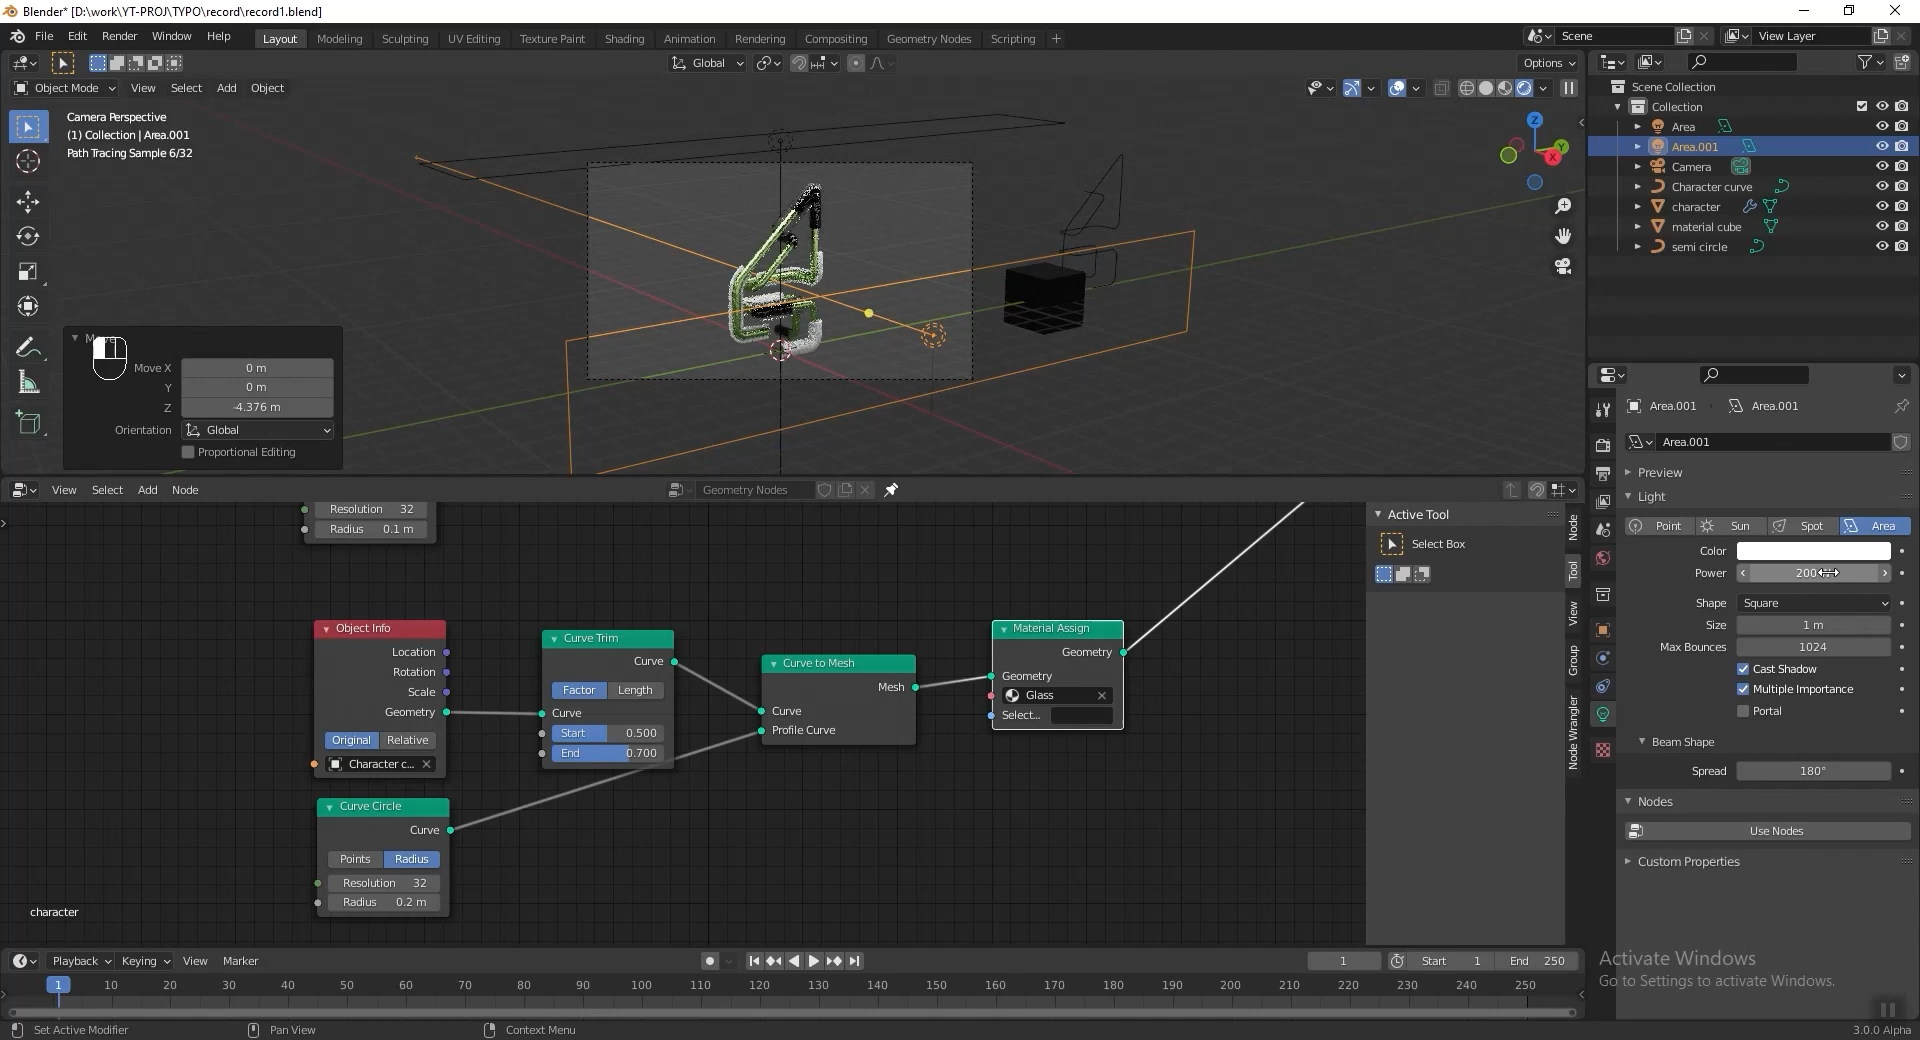 Blender* [D:\work\YT-PROJ\TYPO\record\record1.blend]
File Edit Render Window Help
Layout Modeling Sculpting UV Editing Texture Paint Shading Animation Rendering Compositing Geometry Nodes Scripting +
Scene View Layer
Global Options
Object Mode View Select Add Object
Camera Perspective
(1) Collection | Area.001
Path Tracing Sample 6/32
Z
Y
X
Move X 0 m
Y 0 m
Z -4.376 m
Orientation Global
Proportional Editing
Scene Collection
Collection
Area
Area.001
Camera
Character curve
character
material cube
semi circle
View Select Add Node Geometry Nodes
Resolution 32
Radius 0.1 m
Object Info
Location
Rotation
Scale
Geometry
Original Relative
Character c...
Curve Circle
Curve
Points Radius
Resolution 32
Radius 0.2 m
Curve Trim
Curve
Factor Length
Curve
Start 0.500
End 0.700
Curve to Mesh
Mesh
Curve
Profile Curve
Material Assign
Geometry
Geometry
Glass
Select...
character
Active Tool
Select Box
Node
Tool
View
Group
Node Wrangler
Area.001 Area.001
Area.001
Preview
Light
Point Sun Spot Area
Color
Power 200
Shape Square
Size 1 m
Max Bounces 1024
Cast Shadow
Multiple Importance
Portal
Beam Shape
Spread 180°
Nodes
Use Nodes
Custom Properties
Activate Windows
Go to Settings to activate Windows.
Playback Keying View Marker 1 Start 1 End 250
1 10 20 30 40 50 60 70 80 90 100 110 120 130 140 150 160 170 180 190 200 210 220 230 240 250
Set Active Modifier Pan View Context Menu 3.0.0 Alpha